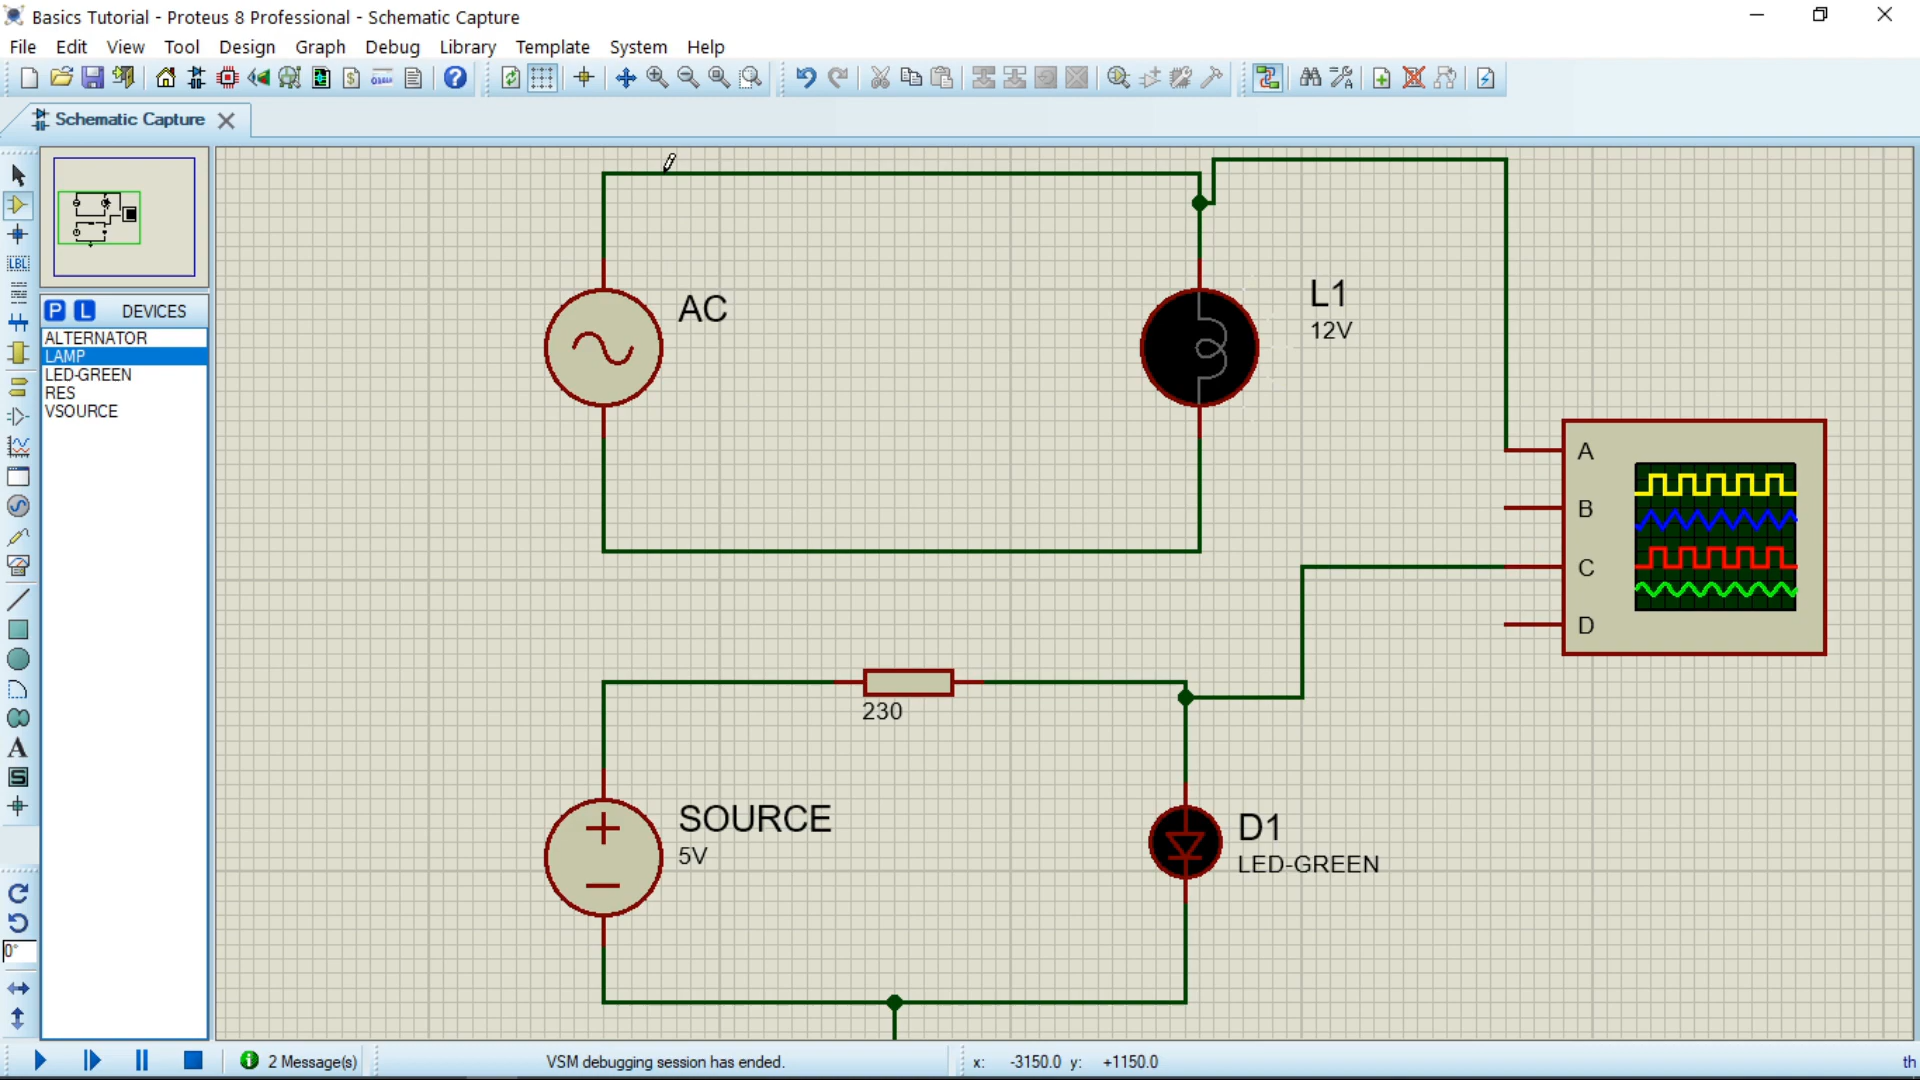 Basics Tutorial - Proteus 8 Professional - Schematic Capture
File Edit View Tool Design Graph Debug Library Template System Help
Schematic Capture
P L DEVICES
ALTERNATOR
LAMP
LED-GREEN
RES
VSOURCE
LBL
A
S
0°
AC
L1
12V
A
B
C
D
230
SOURCE
5V
D1
LED-GREEN
2 Message(s) VSM debugging session has ended. x: -3150.0 y: +1150.0 th